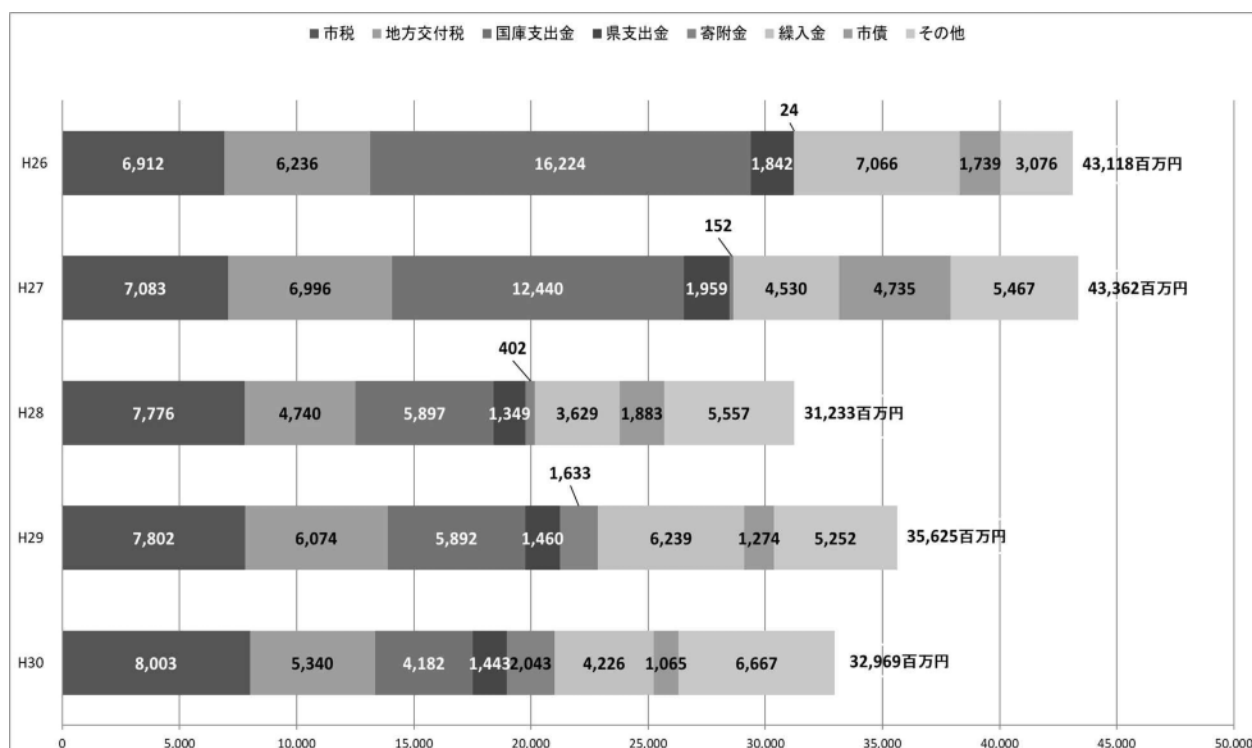 ■市税 ■地方交付税 ■国庫支出金 ■県支出金 ■寄附金 ■繰入金 ■市債 ■その他
24
H26 6,912 6,236 16,224 1,842 7,066 1,739 3,076 43,118百万円
152
H27 7,083 6,996 12,440 1,959 4,530 4,735 5,467 43,362百万円
402
H28 7,776 4,740 5,897 1,349 3,629 1,883 5,557 31,233百万円
1,633
H29 7,802 6,074 5,892 1,460 6,239 1,274 5,252 35,625百万円
H30 8,003 5,340 4,182 1,443 2,043 4,226 1,065 6,667 32,969百万円
0 5.000 10.000 15.000 20.000 25.000 30.000 35.000 40.000 45.000 50.000